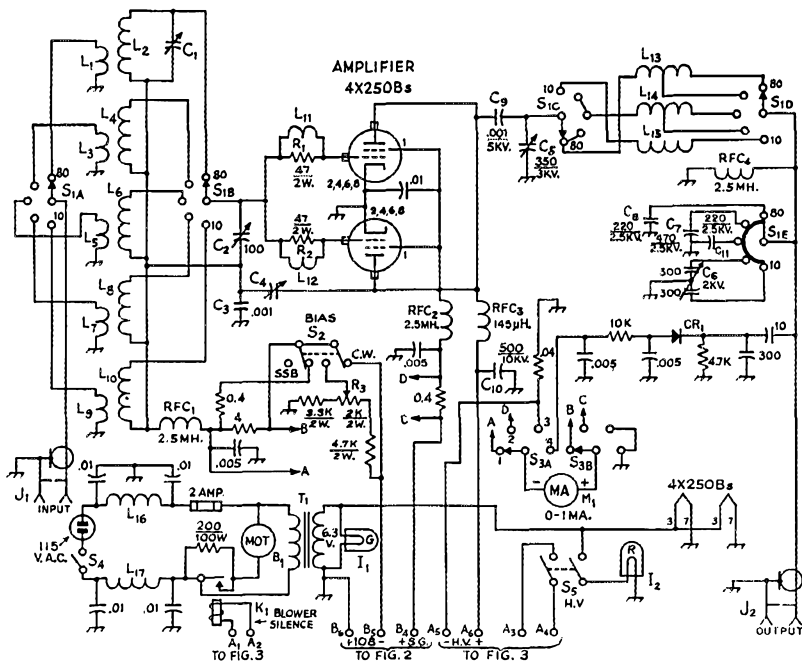 AMPLIFIER
4X250Bs
L1
L2
C1
L3
L4
L5
L6
L7
L8
L9
L10
80
S1A
10
80
S1B
10
C2
100
C3
.001
C4
L11
R1
47
2W.
47
2W.
R2
L12
1
2,4,6,8
.01
2,4,6,8
1
C9
.001
5KV.
C5
350
3KV.
10
S1C
80
L13
L14
L15
80
S1D
10
RFC4
2.5MH.
C8
220
2.5KV.
C7
220
2.5KV.
470
2.5KV.
C11
80
S1E
10
300
C6
2KV.
300
RFC2
2.5MH.
RFC3
145µH.
.005
D
0.4
C
500
10KV.
C10
.04
10K
CR1
.005
.005
4.7K
10
300
BIAS
S2
SSB
C.W.
R3
3.3K
2W.
2K
2W.
4.7K
2W.
RFC1
2.5MH.
0.4
4
.005
B
A
A
D
2
1
3
4
S3A
B
C
S3B
-
MA
+
M1
0-1MA.
4X250Bs
3
7
3
7
J1
INPUT
.01
.01
L16
2 AMP.
115
V.A.C.
S4
200
100W
MOT
B1
T1
6.3
V.
G
I1
L17
.01
.01
K1
BLOWER
SILENCE
A1
A2
TO FIG.3
B6
B5
B4
A5
A6
A3
A4
+108-
+S.G.
-H.V.+
TO FIG.2
TO FIG. 3
S5
H.V
R
I2
J2
OUTPUT